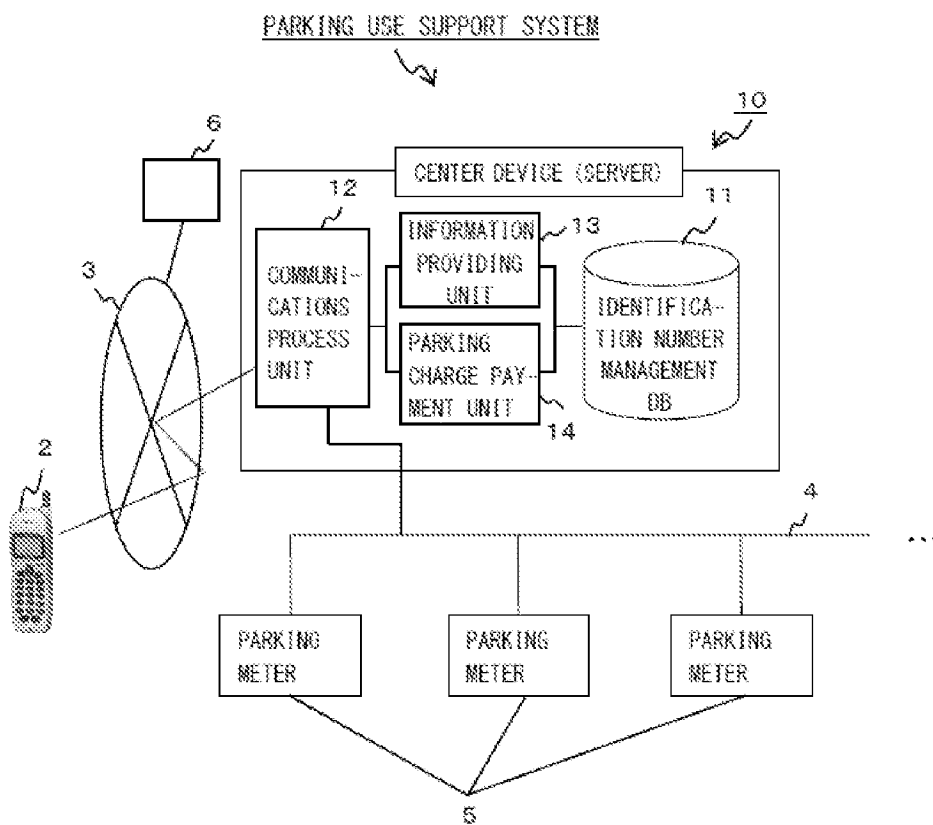 PARKING USE SUPPORT SYSTEM
10
6
CENTER DEVICE (SERVER)
12
11
INFORMATION
PROVIDING
UNIT
13
3
COMMUNI-
CATIONS
PROCESS
UNIT
IDENTIFICA-
TION NUMBER
MANAGEMENT
DB
PARKING
CHARGE PAY-
MENT UNIT
14
2
4
...
PARKING
METER
PARKING
METER
PARKING
METER
5